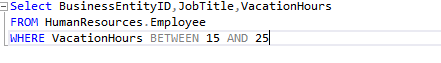 Select BusinessEntityID,JobTitle,VacationHours
FROM HumanResources.Employee
WHERE VacationHours BETWEEN 15 AND 25